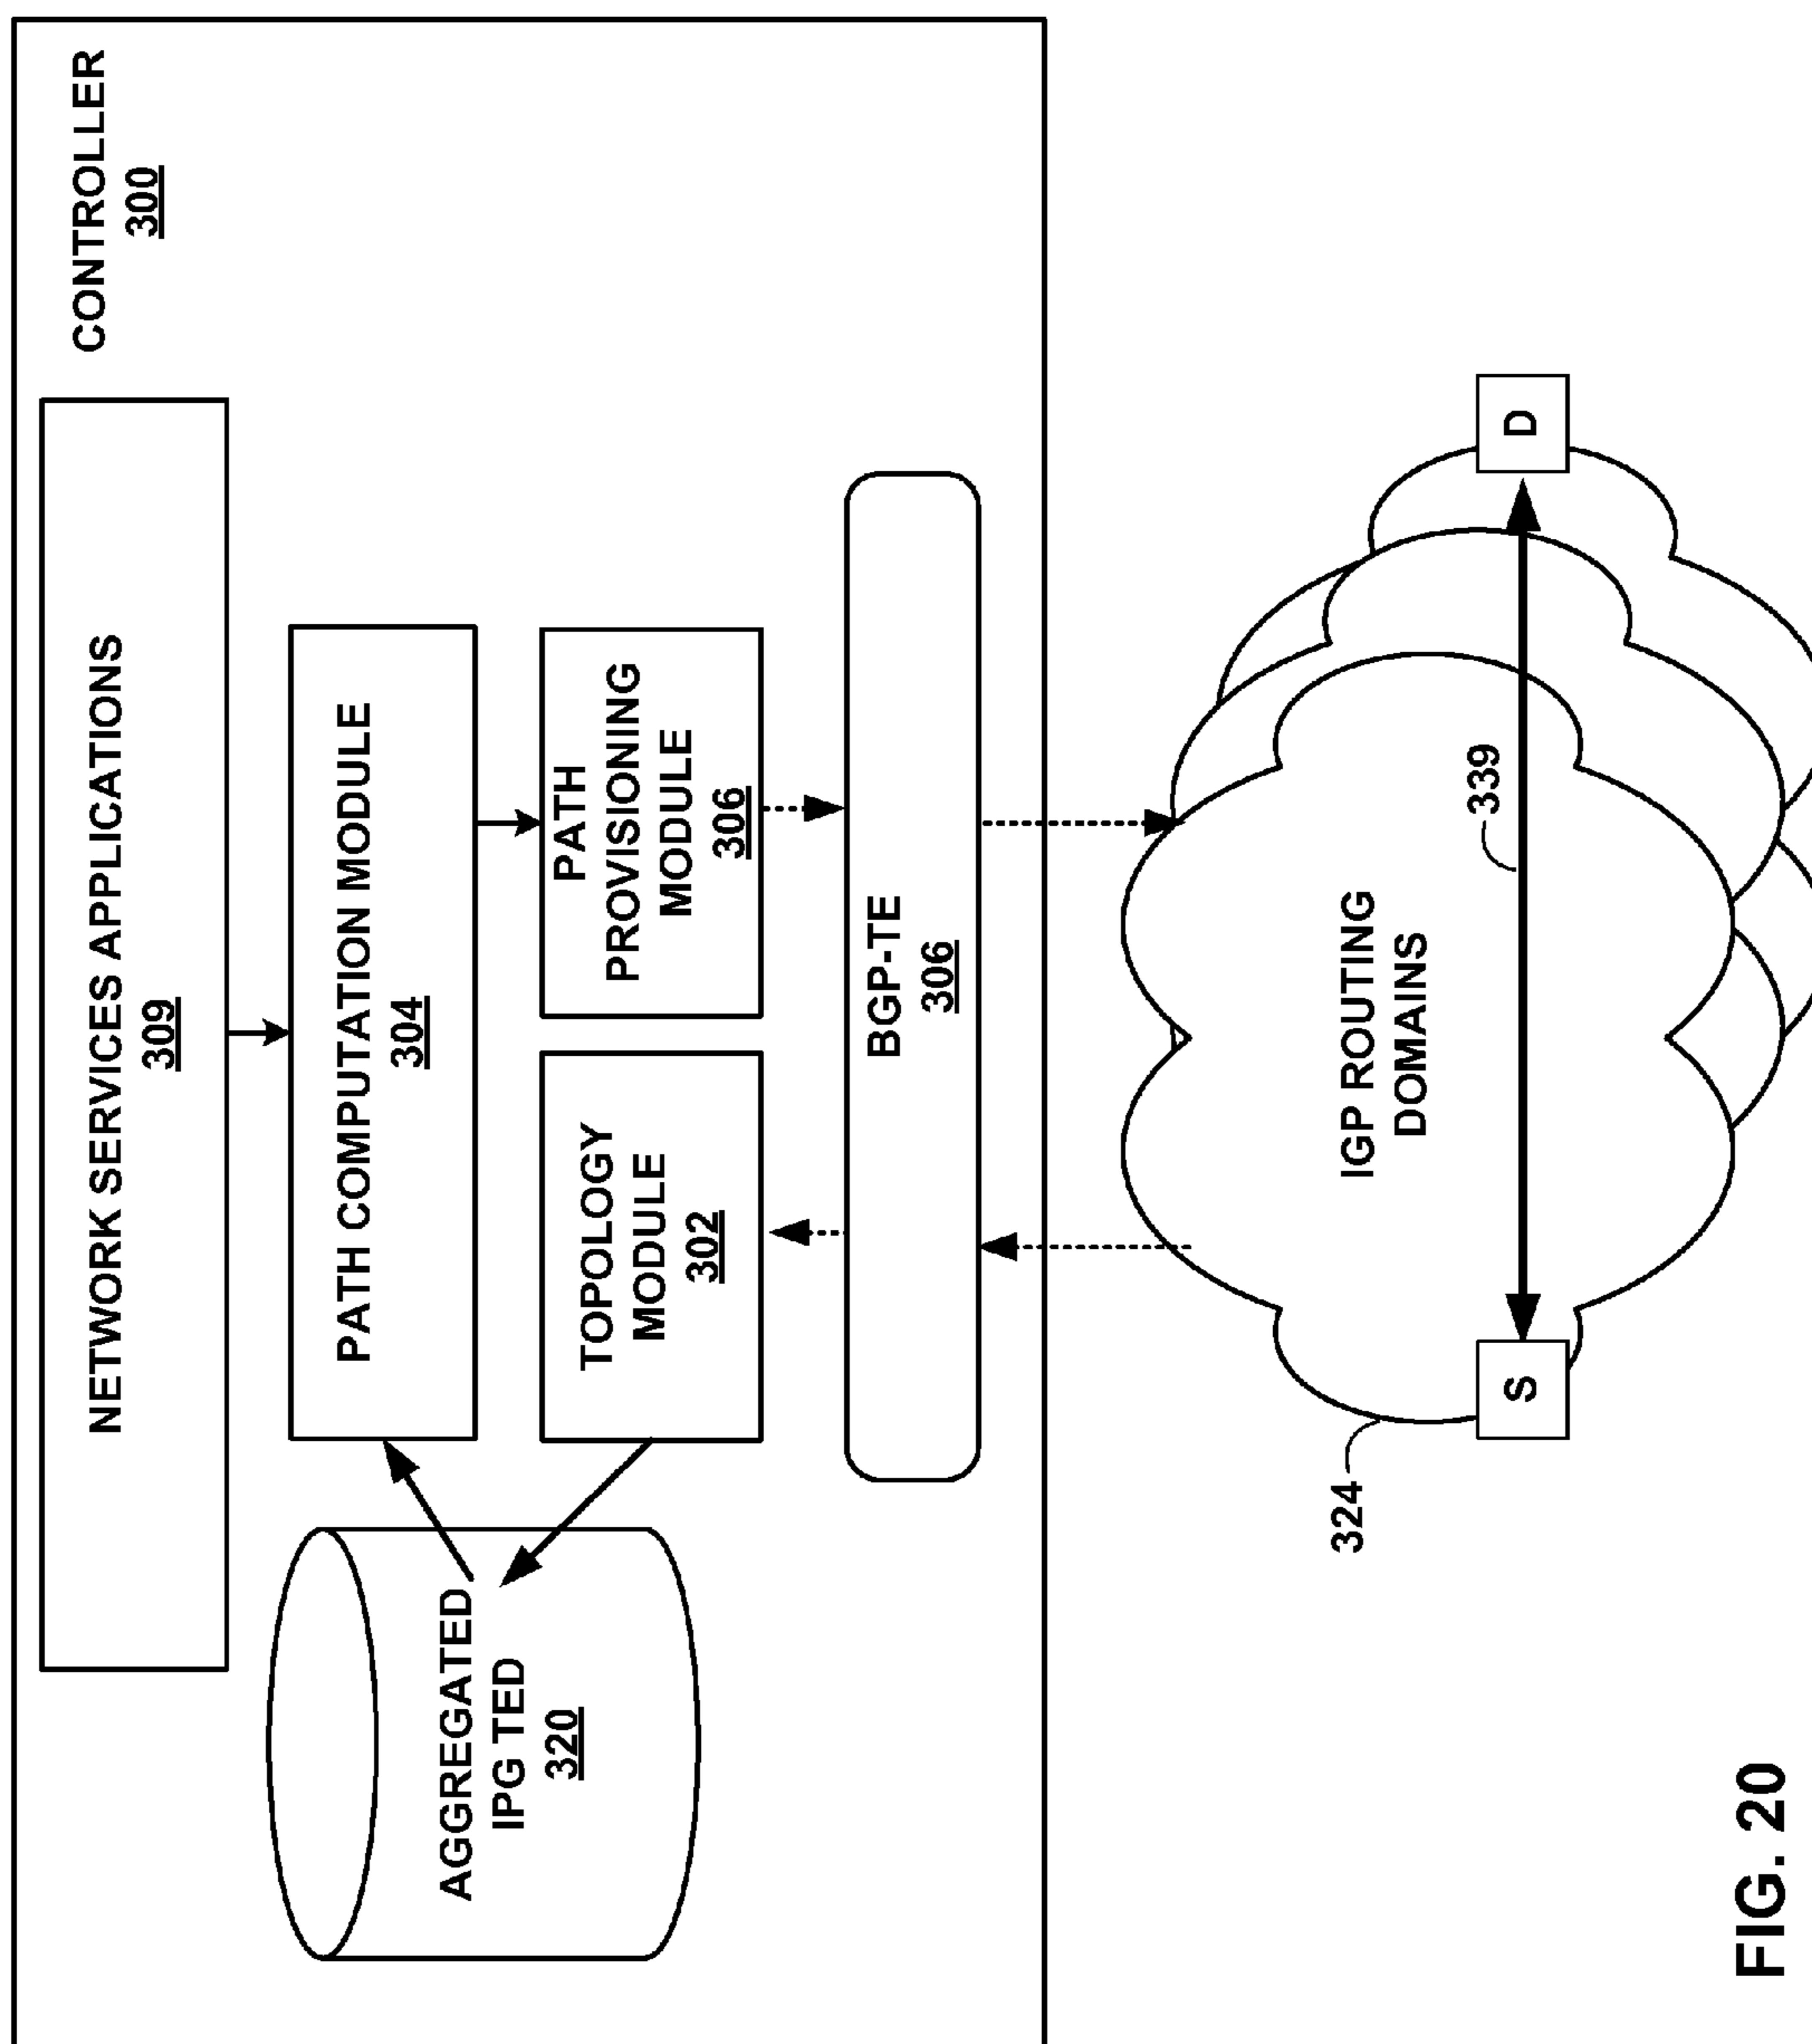 CONTROLLER
300
NETWORK SERVICES APPLICATIONS
309
PATH COMPUTATION MODULE
304
AGGREGATED
IPG TED
320
TOPOLOGY
MODULE
302
PATH
PROVISIONING
MODULE
306
BGP-TE
306
324
IGP ROUTING
DOMAINS
339
S
D
FIG. 20